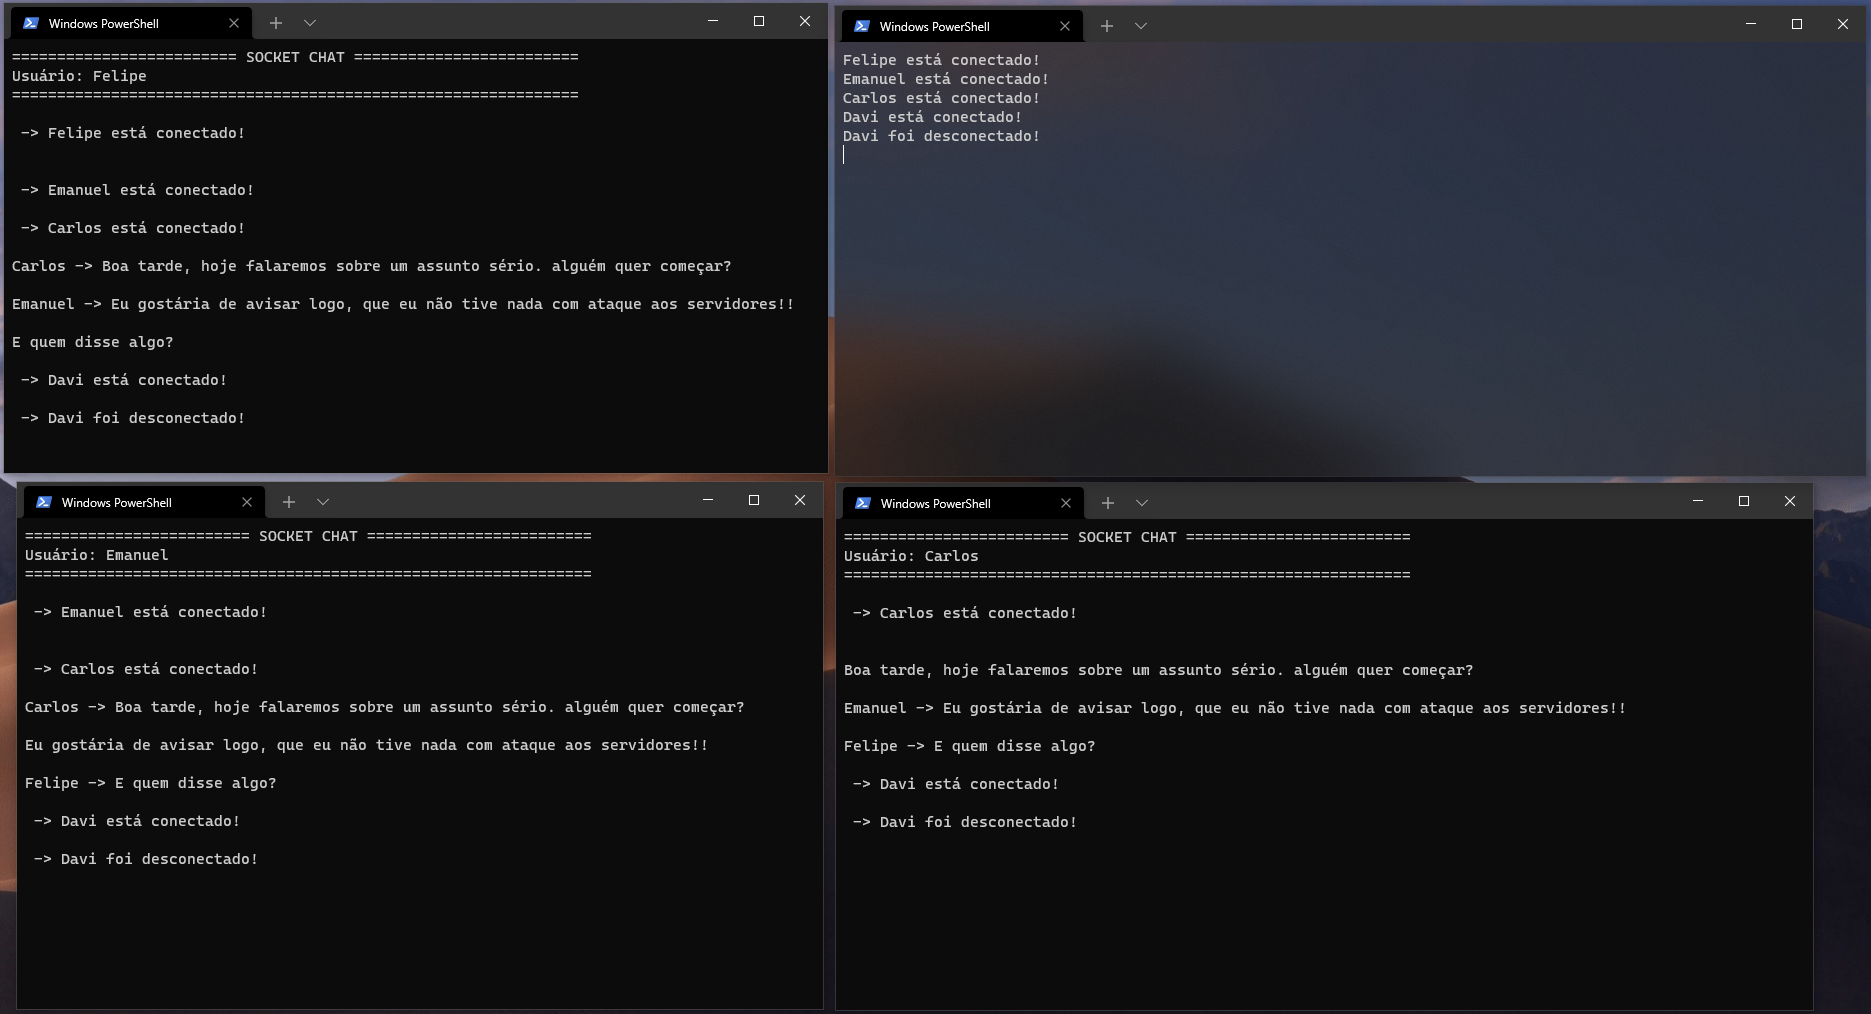 Windows PowerShell
========================= SOCKET CHAT =========================
Usuário: Felipe
===============================================================
-> Felipe está conectado!
-> Emanuel está conectado!
-> Carlos está conectado!
Carlos -> Boa tarde, hoje falaremos sobre um assunto sério. alguém quer começar?
Emanuel -> Eu gostária de avisar logo, que eu não tive nada com ataque aos servidores!!
E quem disse algo?
-> Davi está conectado!
-> Davi foi desconectado!
Windows PowerShell
Felipe está conectado!
Emanuel está conectado!
Carlos está conectado!
Davi está conectado!
Davi foi desconectado!
Windows PowerShell
========================= SOCKET CHAT =========================
Usuário: Emanuel
===============================================================
-> Emanuel está conectado!
-> Carlos está conectado!
Carlos -> Boa tarde, hoje falaremos sobre um assunto sério. alguém quer começar?
Eu gostária de avisar logo, que eu não tive nada com ataque aos servidores!!
Felipe -> E quem disse algo?
-> Davi está conectado!
-> Davi foi desconectado!
Windows PowerShell
========================= SOCKET CHAT =========================
Usuário: Carlos
===============================================================
-> Carlos está conectado!
Boa tarde, hoje falaremos sobre um assunto sério. alguém quer começar?
Emanuel -> Eu gostária de avisar logo, que eu não tive nada com ataque aos servidores!!
Felipe -> E quem disse algo?
-> Davi está conectado!
-> Davi foi desconectado!